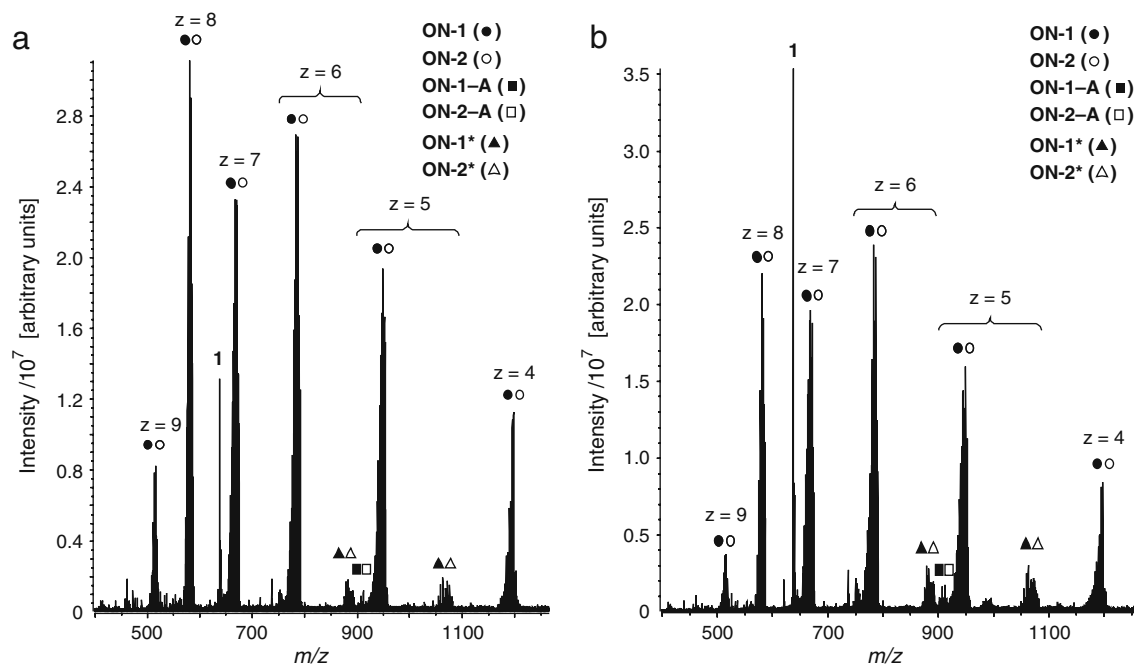 a
z = 8
ON-1 (●)
ON-2 (○)
ON-1–A (■)
ON-2–A (□)
ON-1* (▲)
ON-2* (△)
z = 6
z = 7
z = 5
1
z = 4
z = 9
Intensity /10⁷ [arbitrary units]
2.8
2.4
2.0
1.6
1.2
0.8
0.4
0
500 700 900 1100
m/z
b
1
ON-1 (●)
ON-2 (○)
ON-1–A (■)
ON-2–A (□)
ON-1* (▲)
ON-2* (△)
z = 6
z = 8
z = 7
z = 5
z = 4
z = 9
Intensity /10⁷ [arbitrary units]
3.5
3.0
2.5
2.0
1.5
1.0
0.5
0
500 700 900 1100
m/z